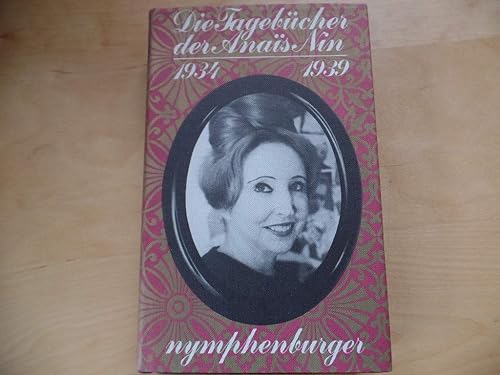 Die Tagebücher
der Anaïs Nin
1934 1939
nymphenburger